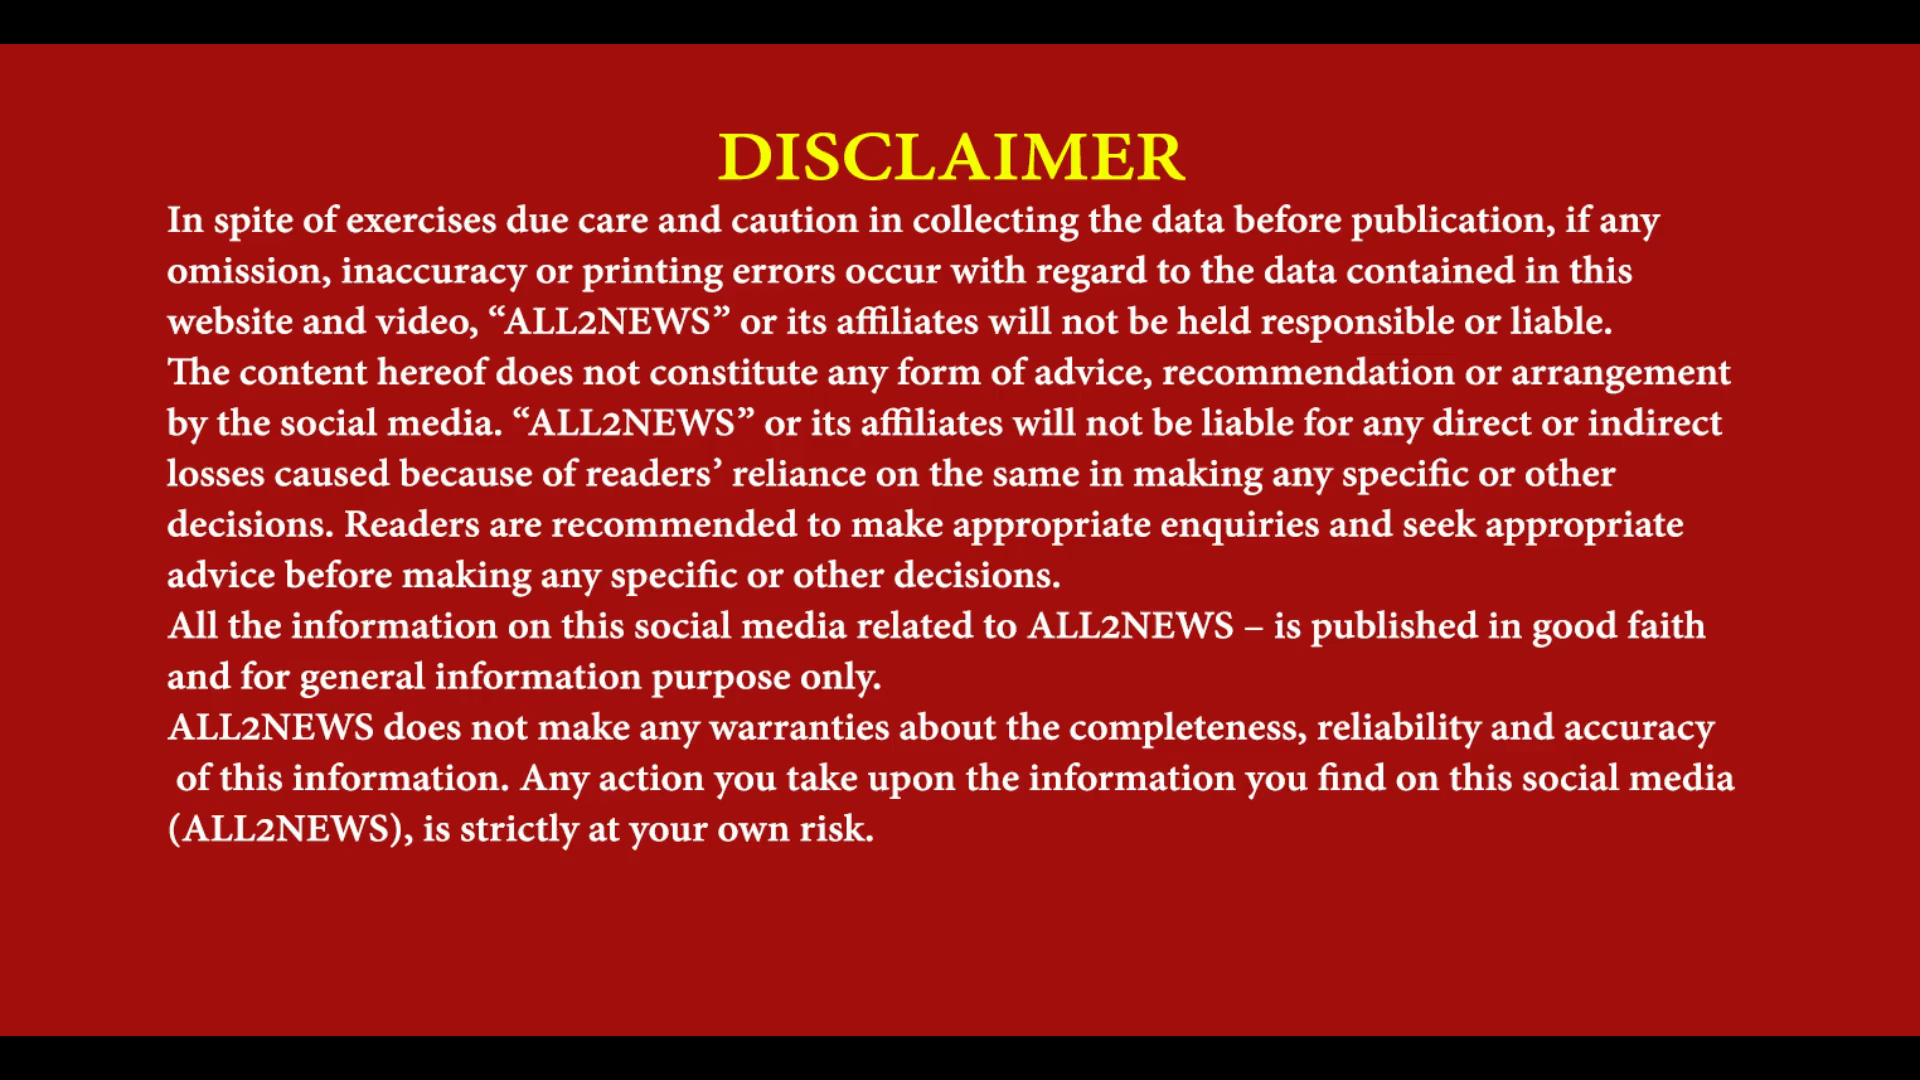 DISCLAIMER
In spite of exercises due care and caution in collecting the data before publication, if any
omission, inaccuracy or printing errors occur with regard to the data contained in this
website and video, “ALL2NEWS” or its affiliates will not be held responsible or liable.
The content hereof does not constitute any form of advice, recommendation or arrangement
by the social media. “ALL2NEWS” or its affiliates will not be liable for any direct or indirect
losses caused because of readers’ reliance on the same in making any specific or other
decisions. Readers are recommended to make appropriate enquiries and seek appropriate
advice before making any specific or other decisions.
All the information on this social media related to ALL2NEWS – is published in good faith
and for general information purpose only.
ALL2NEWS does not make any warranties about the completeness, reliability and accuracy
of this information. Any action you take upon the information you find on this social media
(ALL2NEWS), is strictly at your own risk.